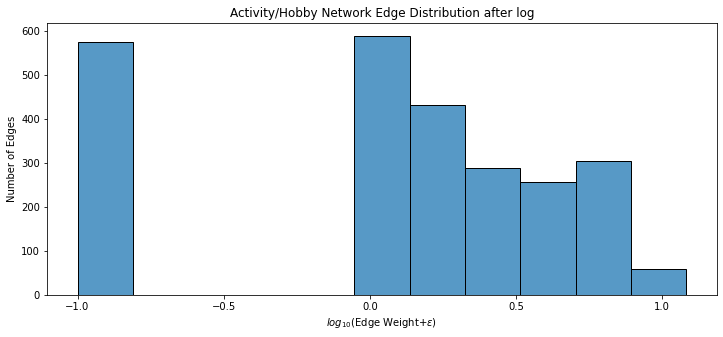 Activity/Hobby Network Edge Distribution after log
Number of Edges
600
500
400
300
200
100
0
−1.0 −0.5 0.0 0.5 1.0
log₁₀(Edge Weight+ε)